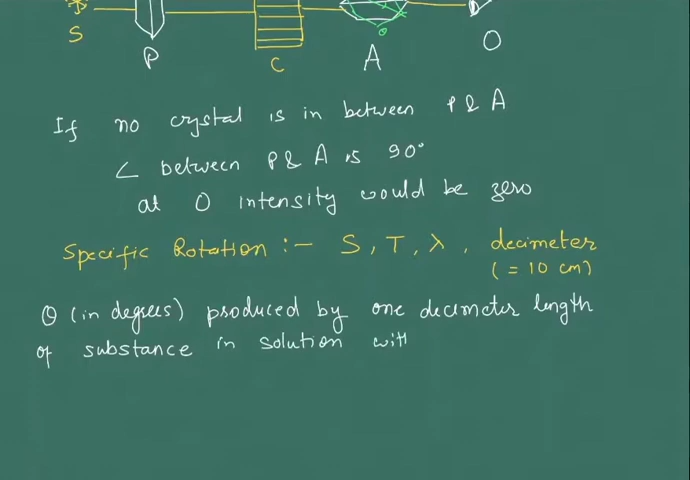 S P C A O
θ
If no crystal is in between P & A
∠ between P & A is 90°
at O intensity would be zero
Specific Rotation :- S, T, λ, decimeter
(= 10 cm)
θ (in degrees) produced by one decimeter length
of substance in solution wit